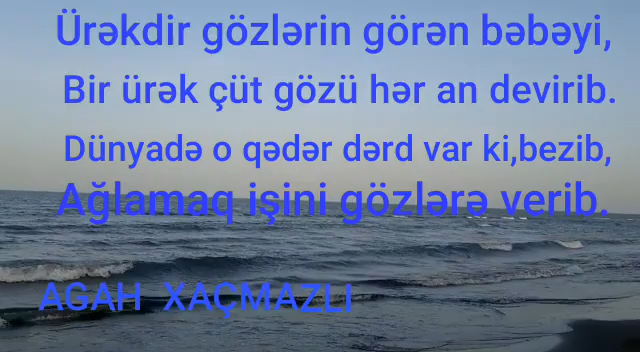 Ürəkdir gözlərin görən bəbəyi,
Bir ürək çüt gözü hər an devirib.
Dünyadə o qədər dərd var ki,bezib,
Ağlamaq işini gözlərə verib.
AGAH XAÇMAZLI